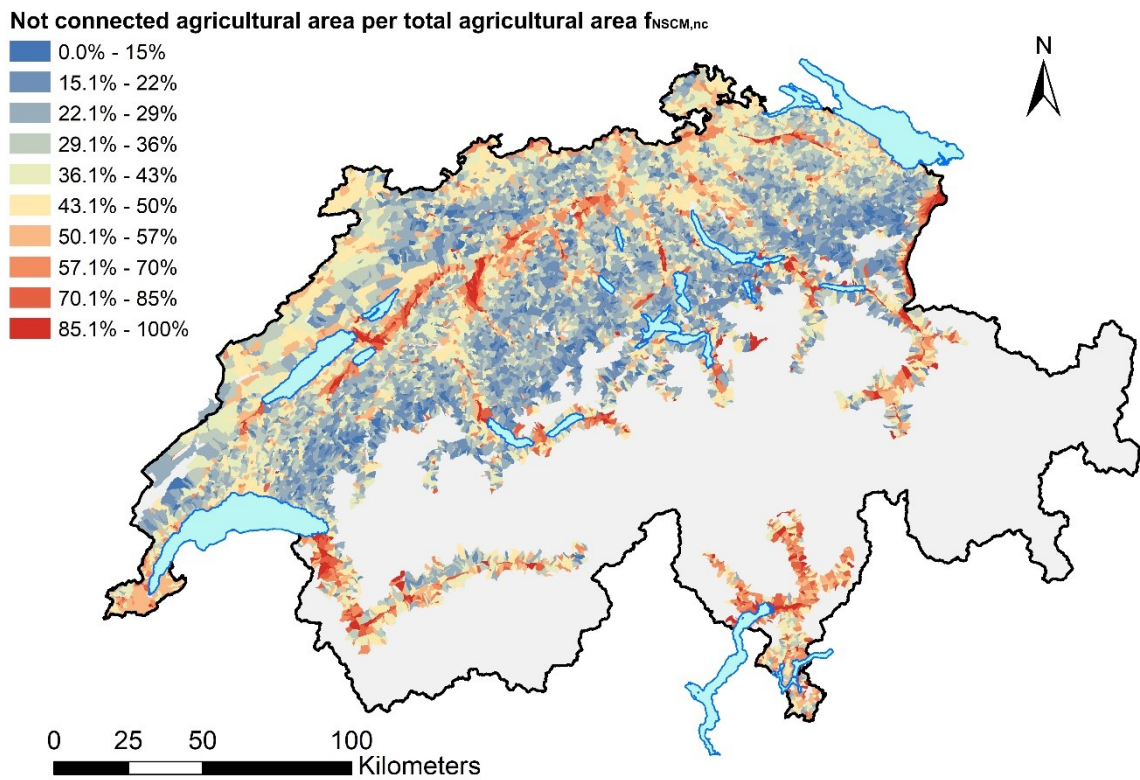 Not connected agricultural area per total agricultural area fNSCM,nc
0.0% - 15%
15.1% - 22%
22.1% - 29%
29.1% - 36%
36.1% - 43%
43.1% - 50%
50.1% - 57%
57.1% - 70%
70.1% - 85%
85.1% - 100%
N
0 25 50 100
Kilometers